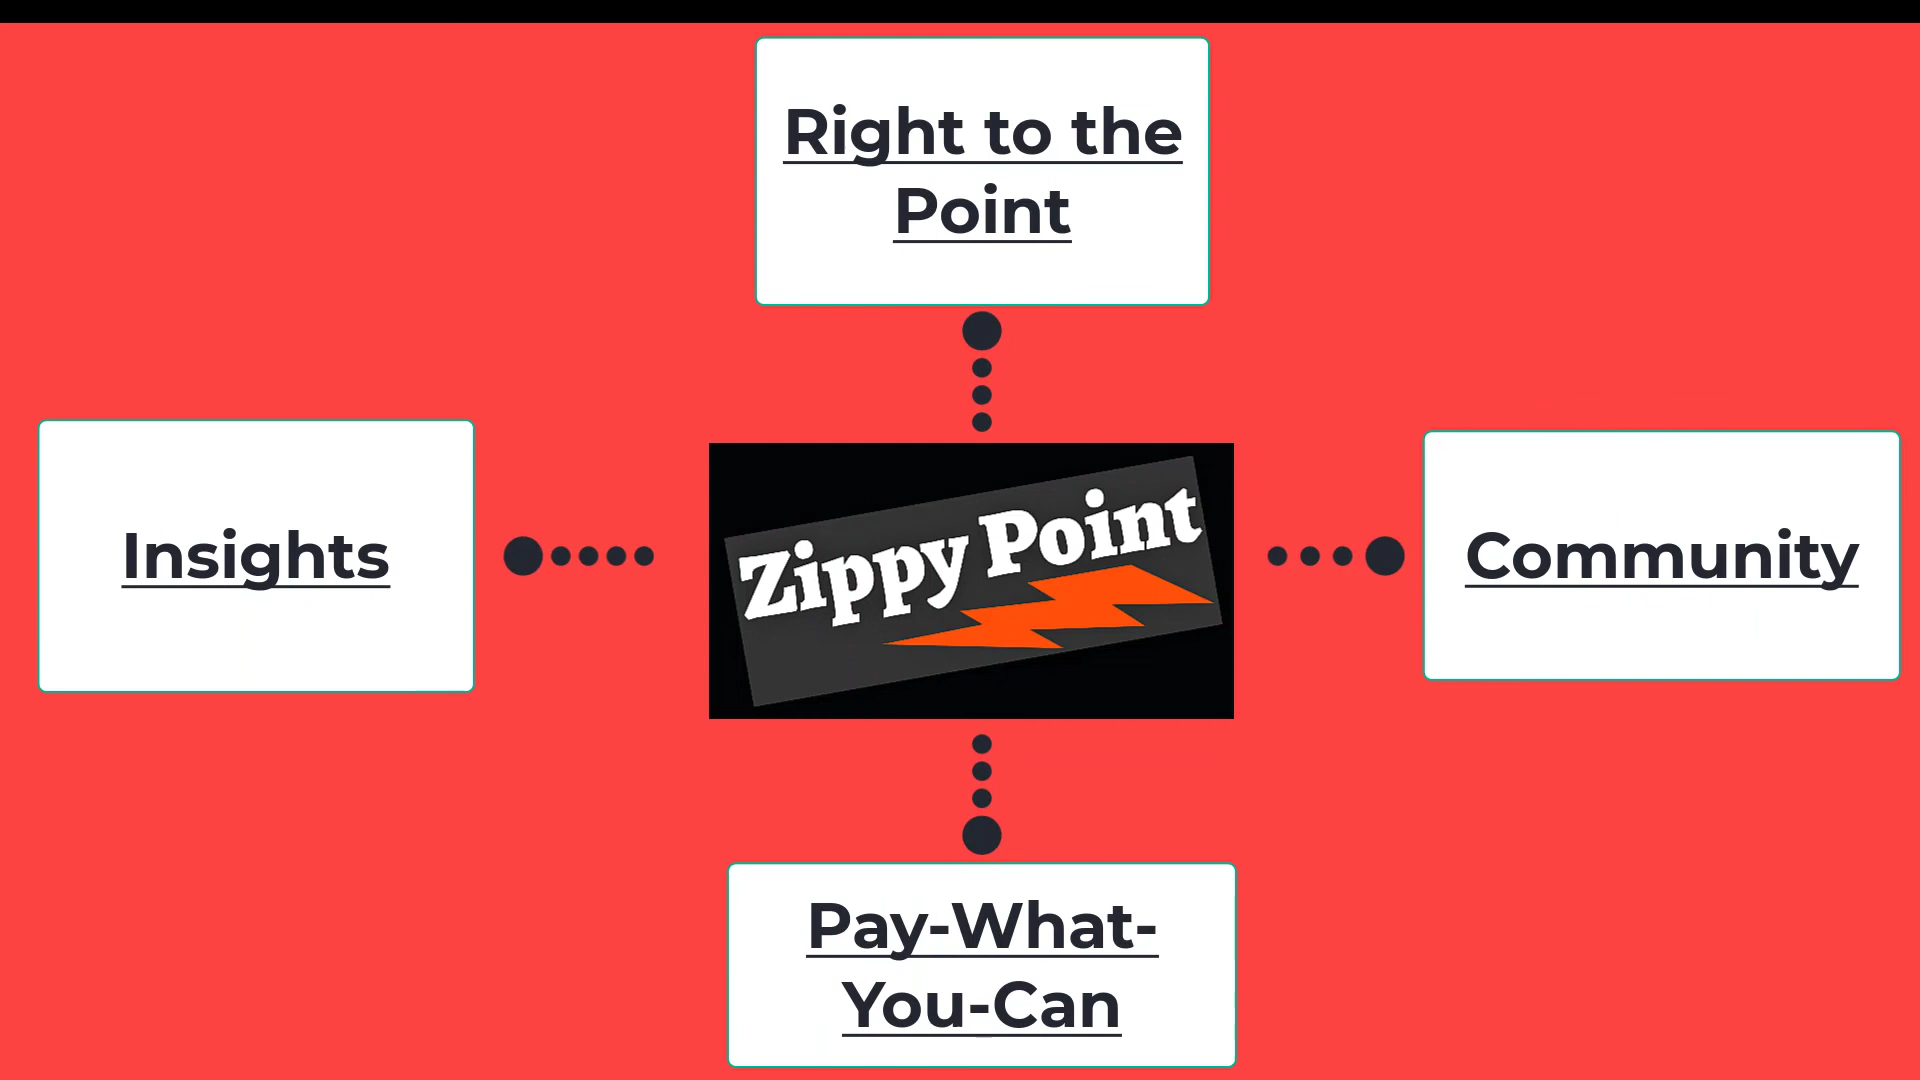 Right to the
Point
Insights
Zippy Point
Community
Pay-What-
You-Can